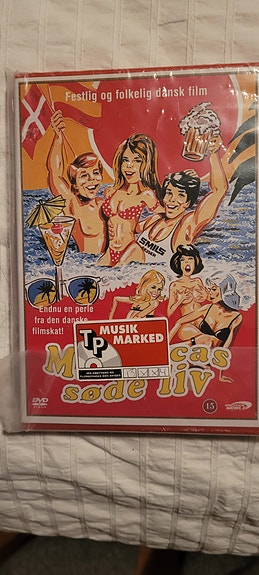 Festlig og folkelig dansk film
SMILS
Endnu en perle
fra den danske
filmskat!
TP
MUSIK
MARKED
M cas
søde liv
DVD
15